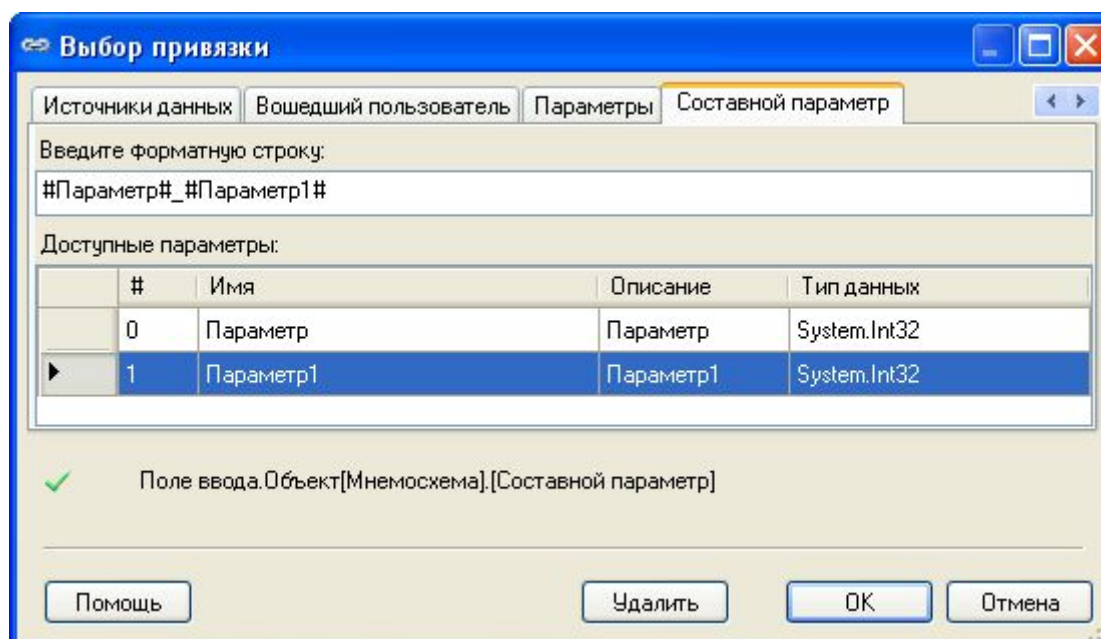 Выбор привязки
Источники данных Вошедший пользователь Параметры Составной параметр
Введите форматную строку:
#Параметр#_#Параметр1#
Доступные параметры:
# Имя Описание Тип данных
0 Параметр Параметр System.Int32
1 Параметр1 Параметр1 System.Int32
Поле ввода.Объект[Мнемосхема].[Составной параметр]
Помощь Удалить OK Отмена